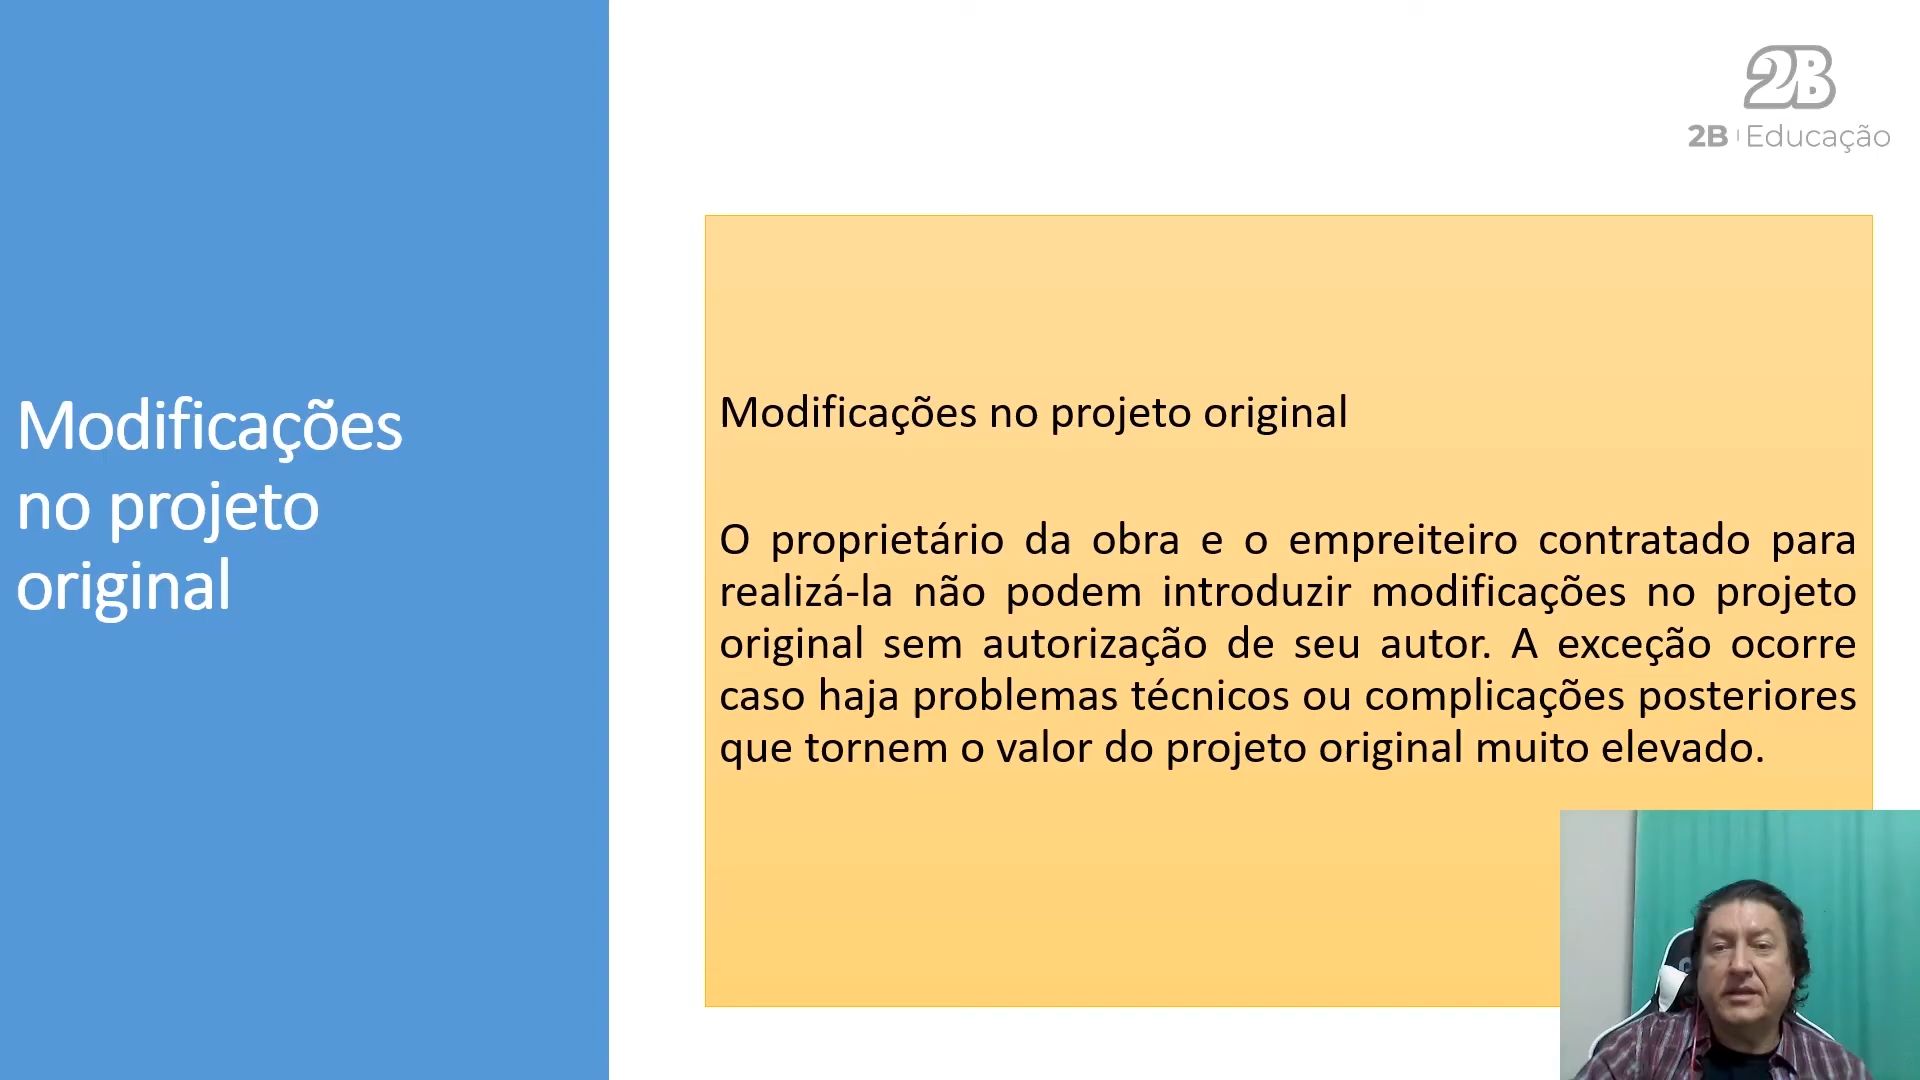 2B
2B Educação
Modificações
no projeto
original
Modificações no projeto original
O proprietário da obra e o empreiteiro contratado para
realizá-la não podem introduzir modificações no projeto
original sem autorização de seu autor. A exceção ocorre
caso haja problemas técnicos ou complicações posteriores
que tornem o valor do projeto original muito elevado.